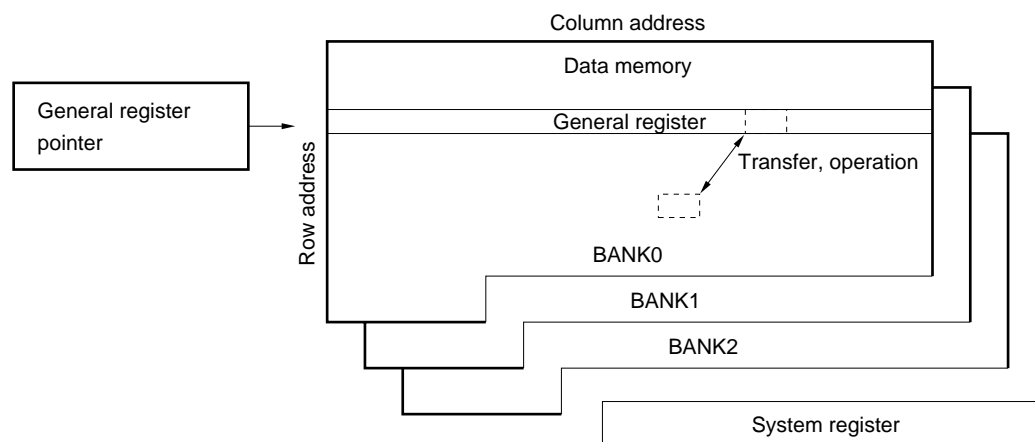 Column address
Data memory
General register
pointer
General register
Row address
Transfer, operation
BANK0
BANK1
BANK2
System register